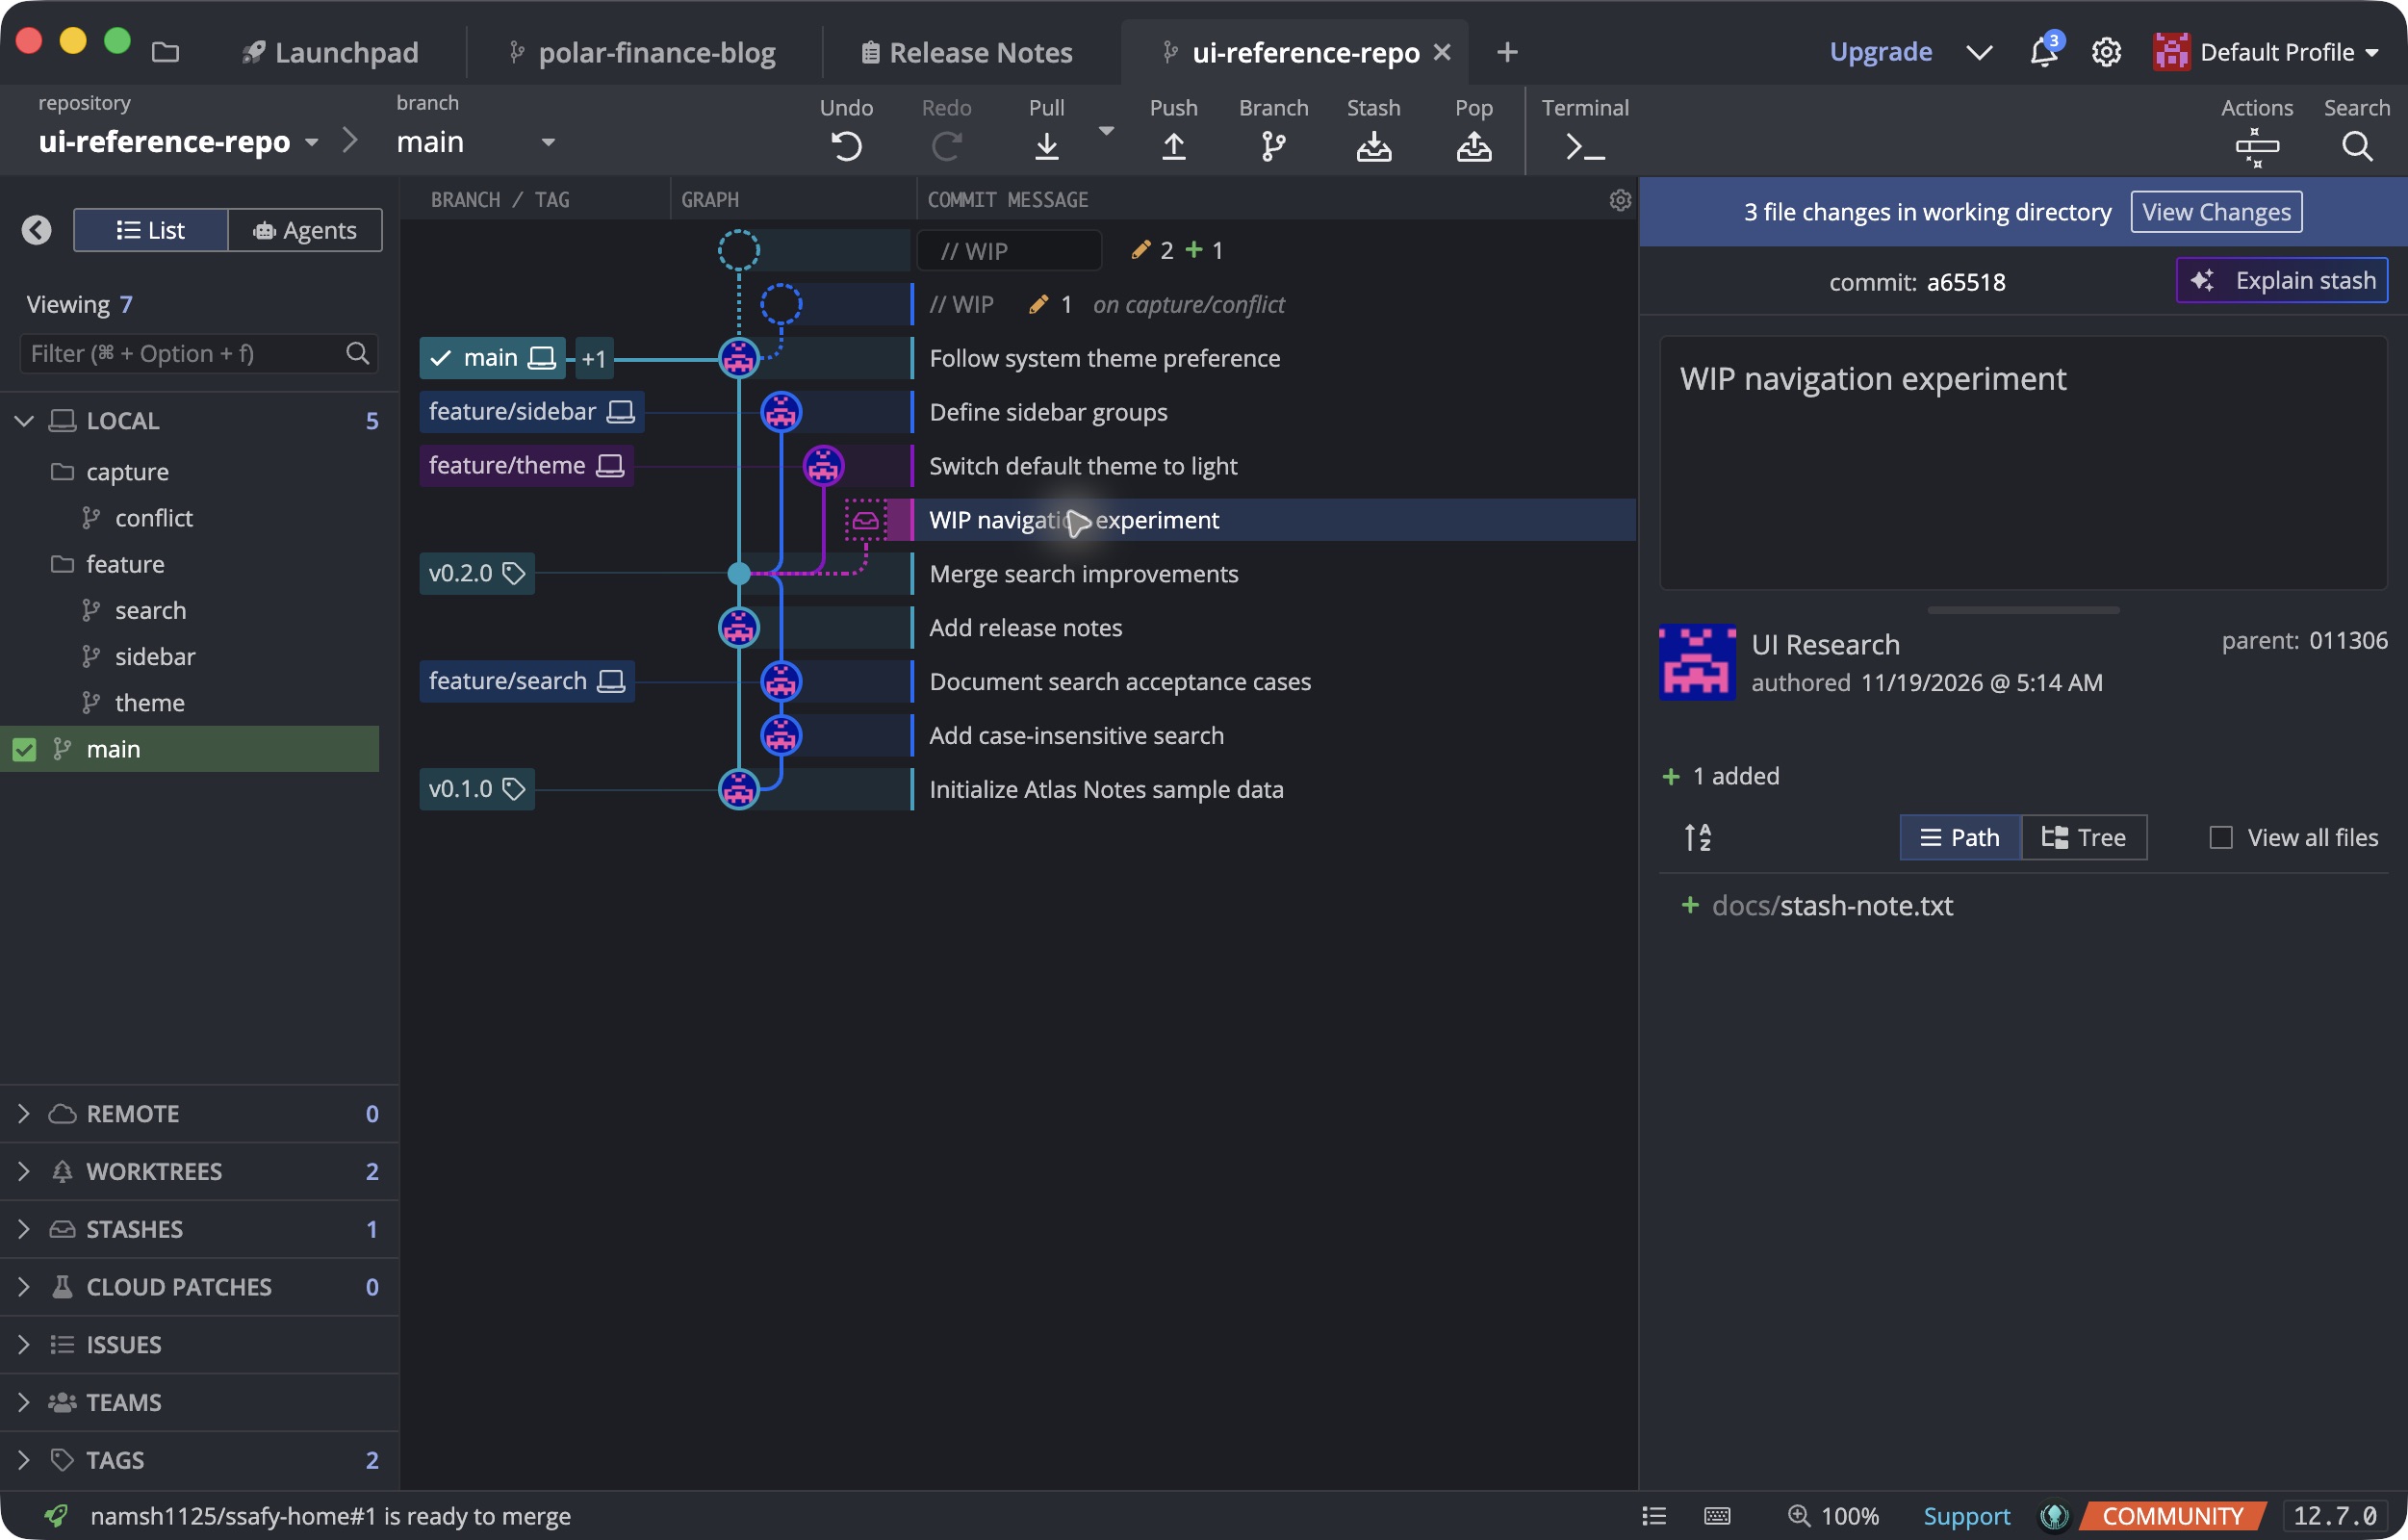 Launchpad
polar-finance-blog
Release Notes
ui-reference-repo
Upgrade
3
Default Profile
repository
ui-reference-repo
branch
main
Undo
Redo
Pull
Push
Branch
Stash
Pop
Terminal
Actions
Search
List
Agents
Viewing 7
Filter (⌘ + Option + f)
LOCAL 5
capture
conflict
feature
search
sidebar
theme
main
REMOTE 0
WORKTREES 2
STASHES 1
CLOUD PATCHES 0
ISSUES
TEAMS
TAGS 2
BRANCH / TAG
GRAPH
COMMIT MESSAGE
// WIP 2 + 1
// WIP 1 on capture/conflict
main +1 Follow system theme preference
feature/sidebar Define sidebar groups
feature/theme Switch default theme to light
WIP navigation experiment
v0.2.0 Merge search improvements
Add release notes
feature/search Document search acceptance cases
Add case-insensitive search
v0.1.0 Initialize Atlas Notes sample data
3 file changes in working directory
View Changes
commit: a65518
Explain stash
WIP navigation experiment
UI Research
authored 11/19/2026 @ 5:14 AM
parent: 011306
+ 1 added
A
Z
Path
Tree
View all files
+ docs/stash-note.txt
namsh1125/ssafy-home#1 is ready to merge
100%
Support
COMMUNITY
12.7.0